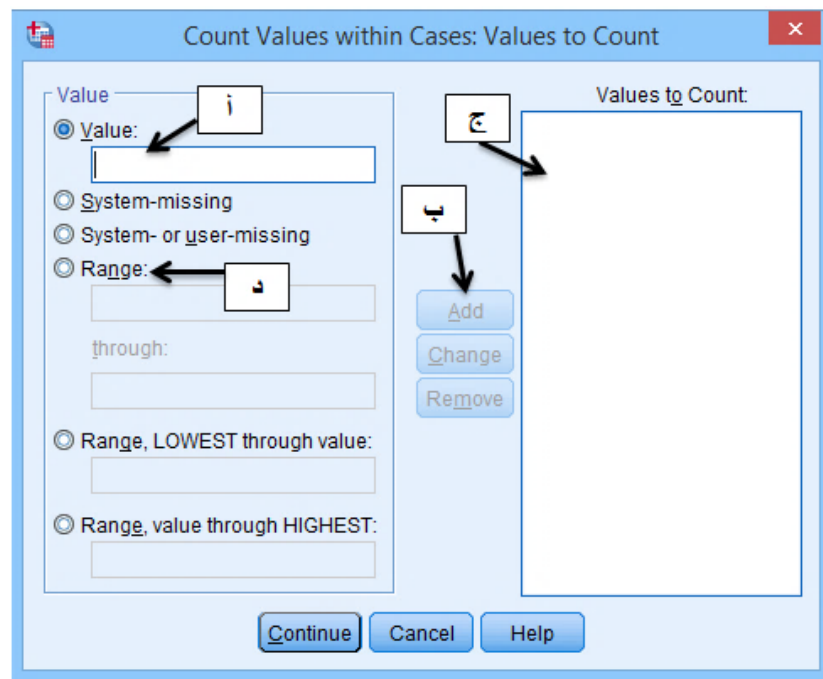 Count Values within Cases: Values to Count
Value
أ
Value:
System-missing
System- or user-missing
Range:
د
through:
Range, LOWEST through value:
Range, value through HIGHEST:
ب
Add
Change
Remove
Values to Count:
ج
Continue
Cancel
Help